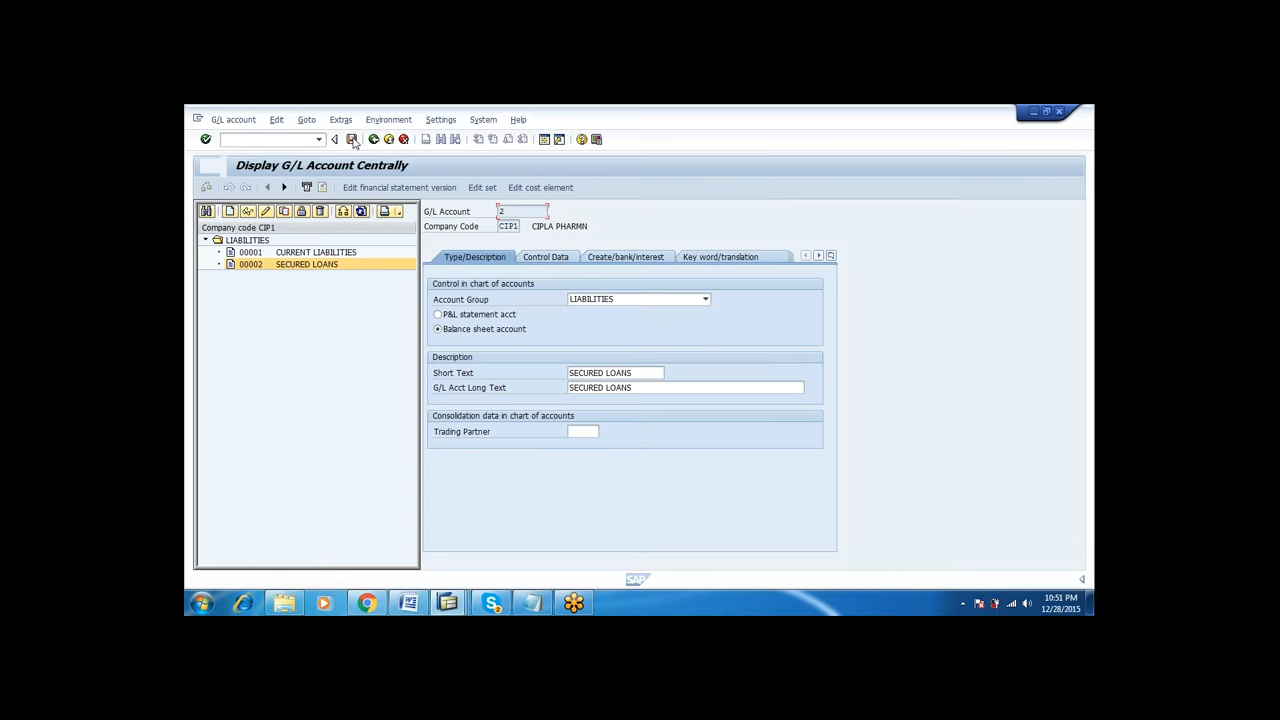 G/L account Edit Goto Extras Environment Settings System Help
Display G/L Account Centrally
Edit financial statement version Edit set Edit cost element
Company code CIP1
LIABILITIES
00001 CURRENT LIABILITIES
00002 SECURED LOANS
G/L Account 2
Company Code CIP1 CIPLA PHARMN
Type/Description Control Data Create/bank/interest Key word/translation
Control in chart of accounts
Account Group LIABILITIES
P&L statement acct
Balance sheet account
Description
Short Text SECURED LOANS
G/L Acct Long Text SECURED LOANS
Consolidation data in chart of accounts
Trading Partner
SAP
10:51 PM
12/28/2015